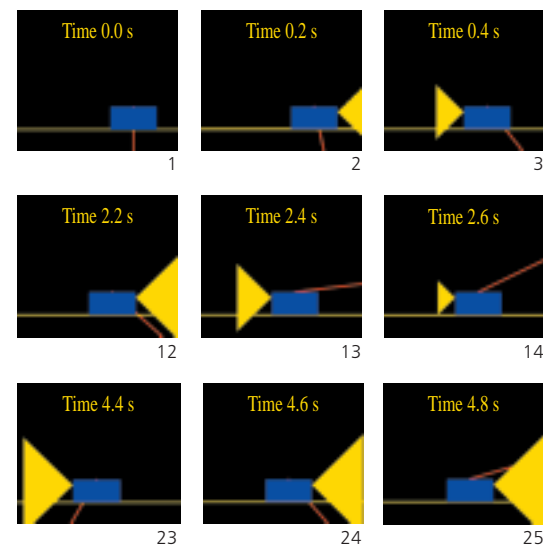 Time 0.0 s
Time 0.2 s
Time 0.4 s
1
2
3
Time 2.2 s
Time 2.4 s
Time 2.6 s
12
13
14
Time 4.4 s
Time 4.6 s
Time 4.8 s
23
24
25